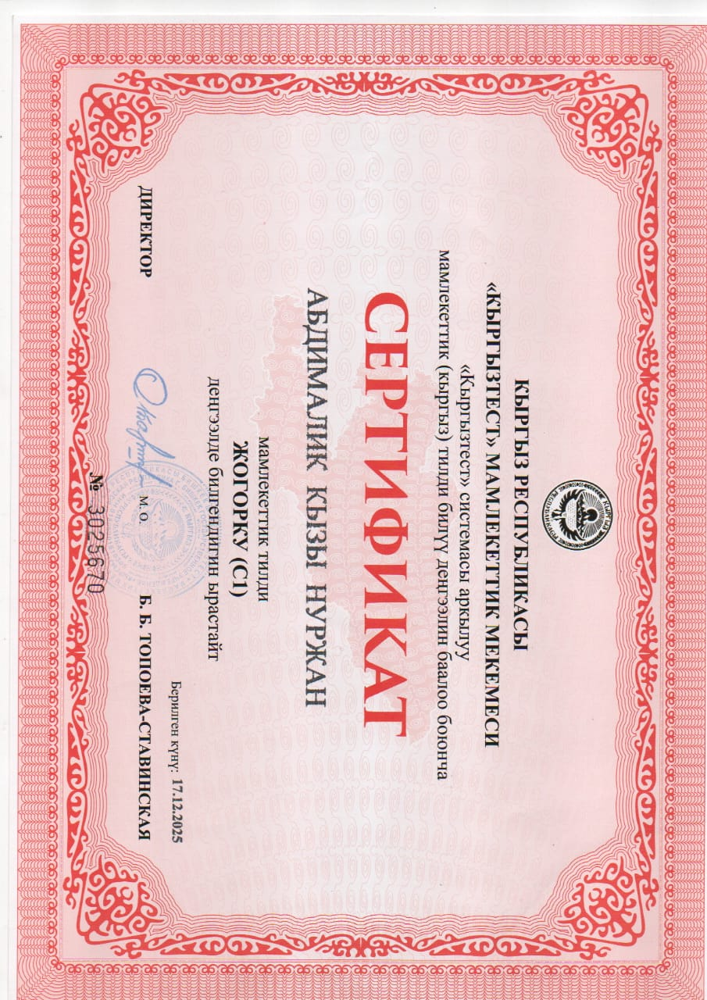 КЫРГЫЗ РЕСПУБЛИКАСЫ
«КЫРГЫЗТЕСТ» МАМЛЕКЕТТИК МЕКЕМЕСИ
«Кыргызтест» системасы аркылуу
мамлекеттик (кыргыз) тилди билүү деңгээлин баалоо боюнча
СЕРТИФИКАТ
АБДИМАЛИК КЫЗЫ НУРЖАН
мамлекеттик тилди
ЖОГОРКУ (С1)
деңгээлде билгендигин ырастайт
Берилген күнү: 17.12.2025
ДИРЕКТОР
М.О.
Б. Б. ТОПОЕВА-СТАВИНСКАЯ
№ 3025670